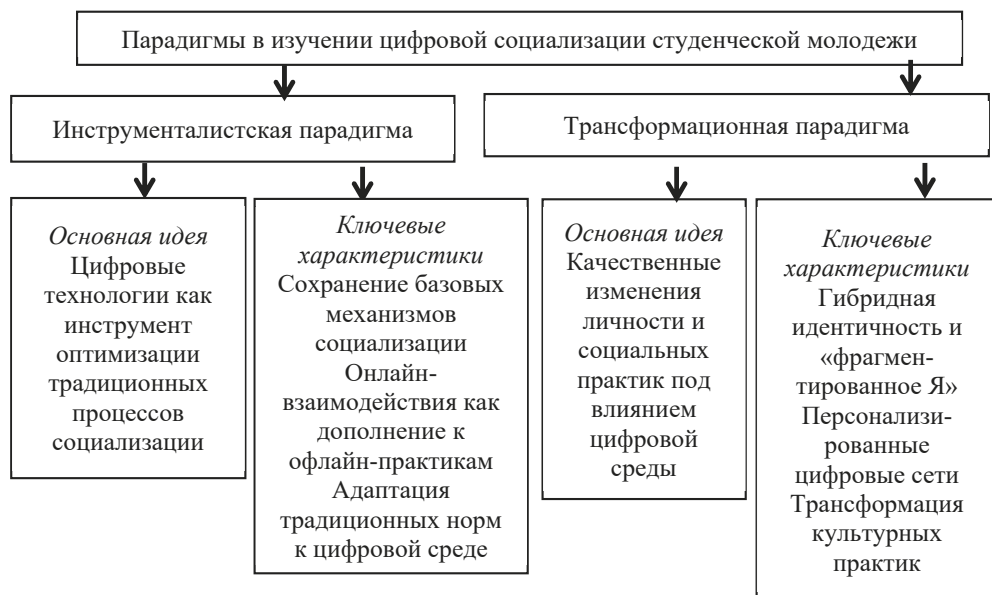 Парадигмы в изучении цифровой социализации студенческой молодежи
Инструменталистская парадигма
Трансформационная парадигма
Основная идея
Цифровые
технологии как
инструмент
оптимизации
традиционных
процессов
социализации
Ключевые
характеристики
Сохранение базовых
механизмов
социализации
Онлайн-
взаимодействия как
дополнение к
офлайн-практикам
Адаптация
традиционных норм
к цифровой среде
Основная идея
Качественные
изменения
личности и
социальных
практик под
влиянием
цифровой
среды
Ключевые
характеристики
Гибридная
идентичность и
«фрагмен-
тированное Я»
Персонализи-
рованные
цифровые сети
Трансформация
культурных
практик